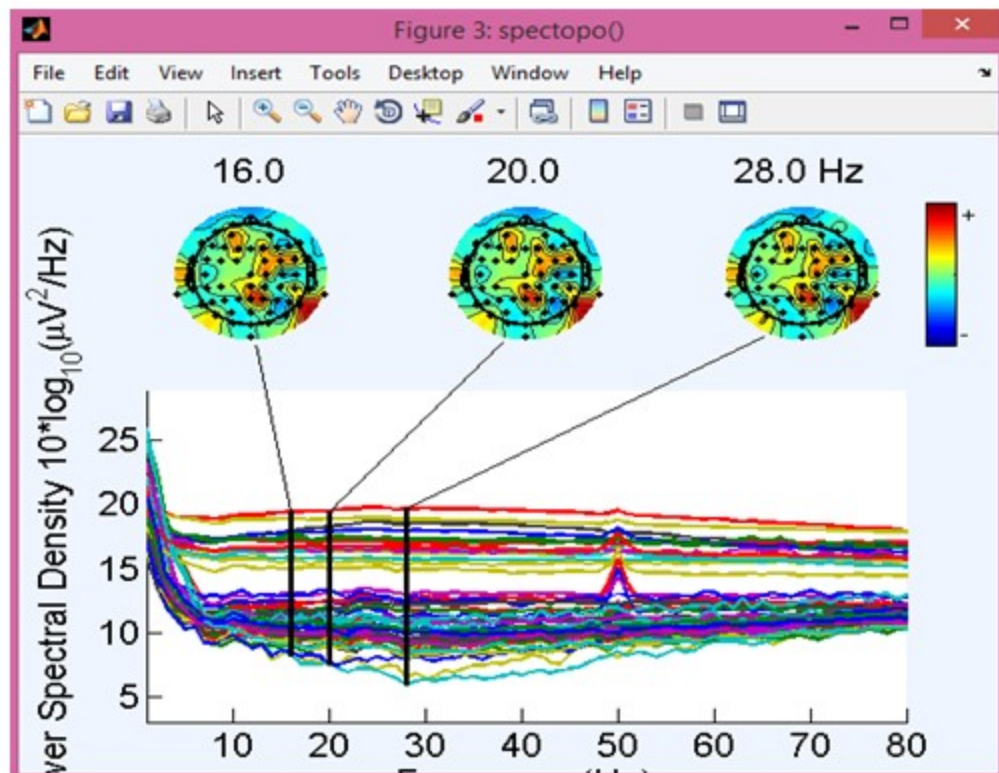 Figure 3: spectopo()
File Edit View Insert Tools Desktop Window Help
16.0 20.0 28.0 Hz
+
-
Spectral Density 10*log₁₀(μV²/Hz)
25
20
15
10
5
10 20 30 40 50 60 70 80